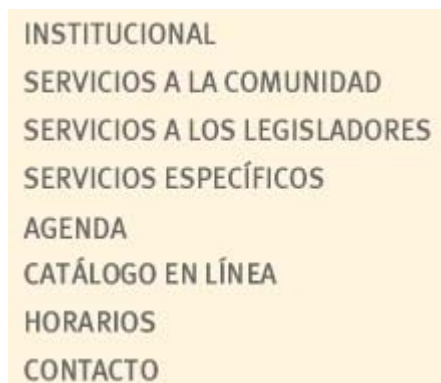 INSTITUCIONAL
SERVICIOS A LA COMUNIDAD
SERVICIOS A LOS LEGISLADORES
SERVICIOS ESPECÍFICOS
AGENDA
CATÁLOGO EN LÍNEA
HORARIOS
CONTACTO